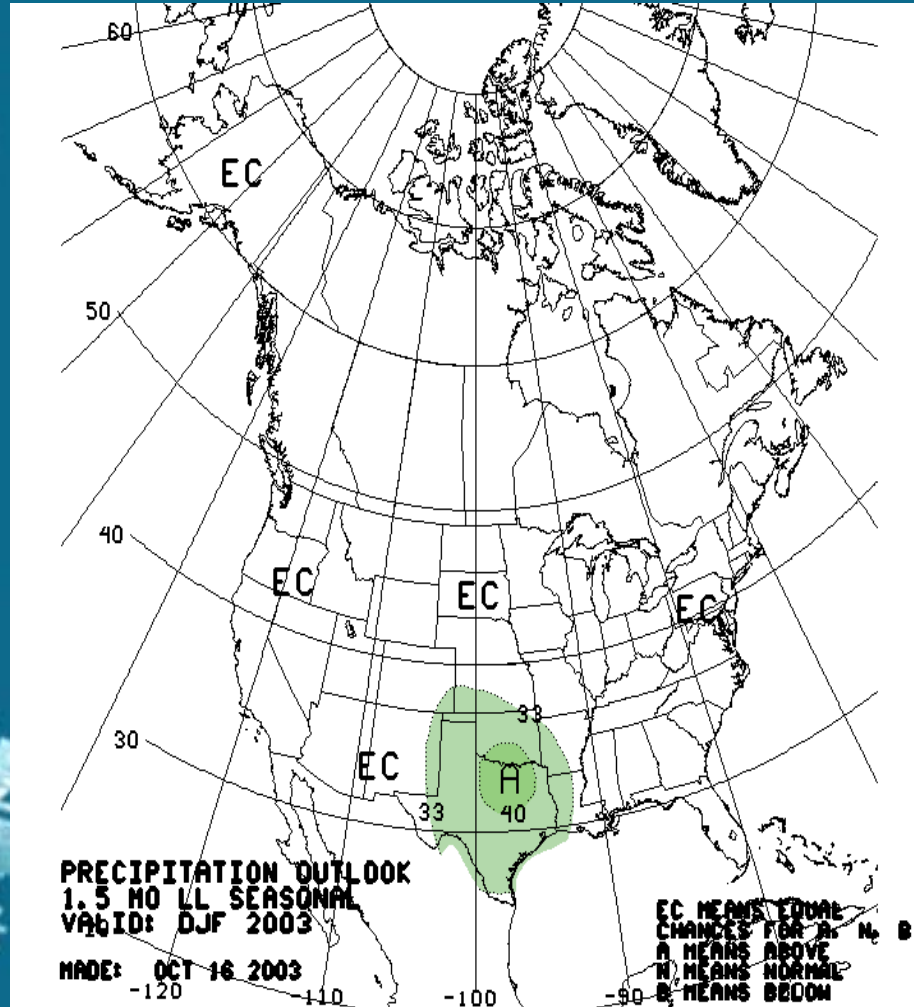 70
60
EC
50
40
EC
EC
EC
33
30
EC
A
33
40
PRECIPITATION OUTLOOK
1.5 MO LL SEASONAL
VALID: DJF 2003
MADE: OCT 16 2003
EC MEANS EQUAL
CHANCES FOR A, N, B
A MEANS ABOVE
N MEANS NORMAL
B MEANS BELOW
-120
-110
-100
-90